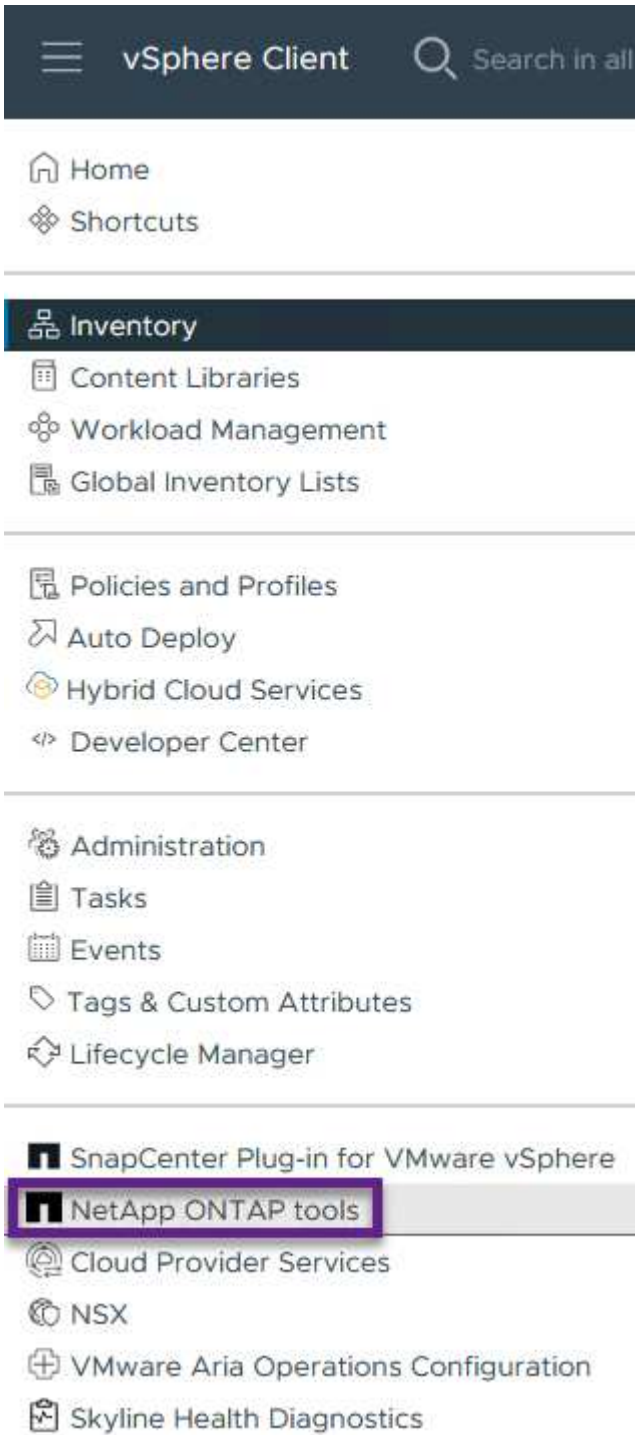 vSphere Client
Search in all
Home
Shortcuts
Inventory
Content Libraries
Workload Management
Global Inventory Lists
Policies and Profiles
Auto Deploy
Hybrid Cloud Services
Developer Center
Administration
Tasks
Events
Tags & Custom Attributes
Lifecycle Manager
SnapCenter Plug-in for VMware vSphere
NetApp ONTAP tools
Cloud Provider Services
NSX
VMware Aria Operations Configuration
Skyline Health Diagnostics